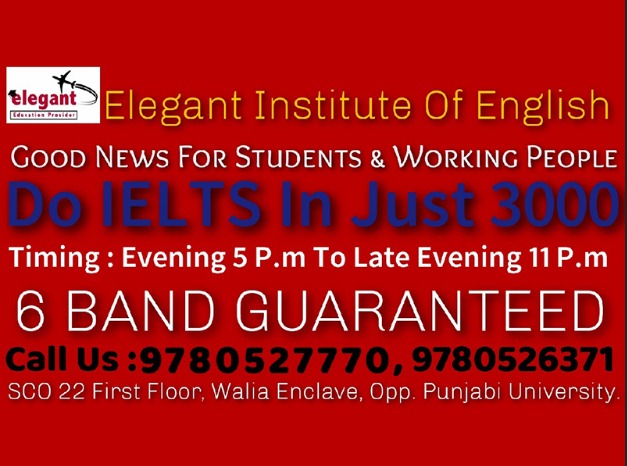 elegant
Education Provider
Elegant Institute Of English
GOOD NEWS FOR STUDENTS & WORKING PEOPLE
Do IELTS In Just 3000
Timing : Evening 5 P.m To Late Evening 11 P.m
6 BAND GUARANTEED
Call Us :9780527770, 9780526371
SCO 22 First Floor, Walia Enclave, Opp. Punjabi University.